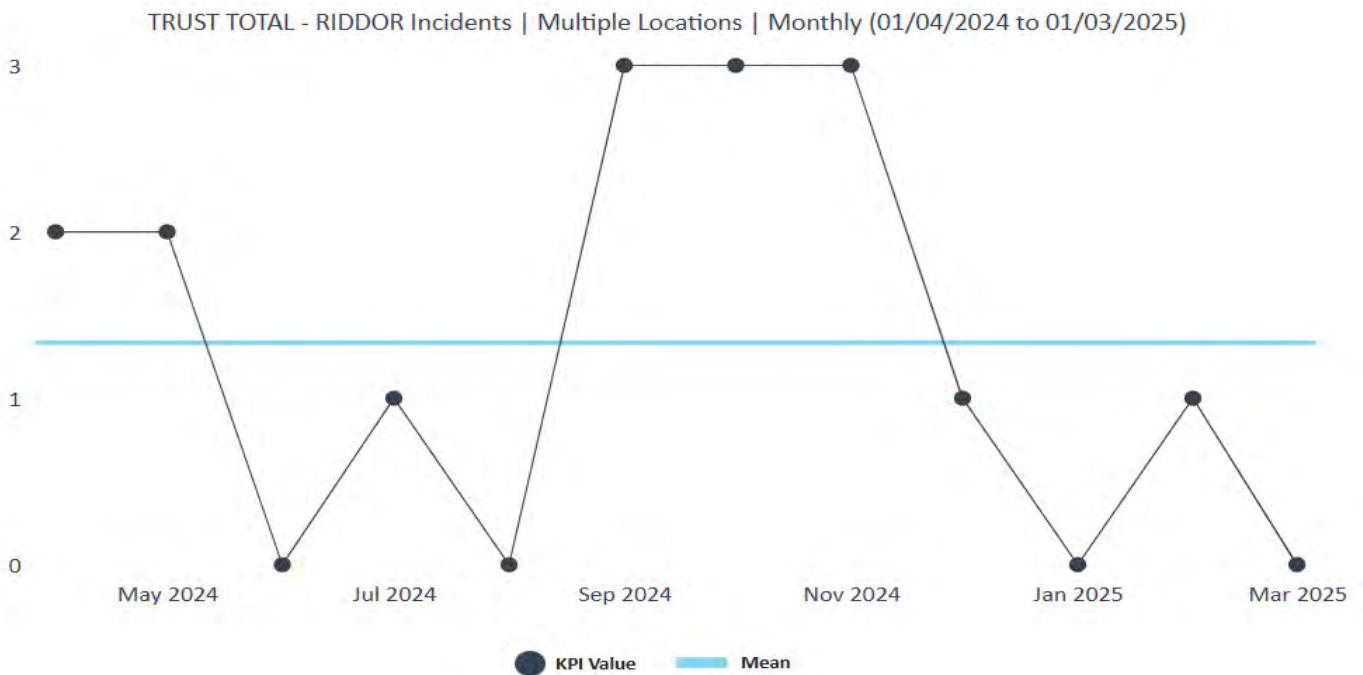 TRUST TOTAL - RIDDOR Incidents | Multiple Locations | Monthly (01/04/2024 to 01/03/2025)
3
2
1
0
May 2024 Jul 2024 Sep 2024 Nov 2024 Jan 2025 Mar 2025
KPI Value Mean